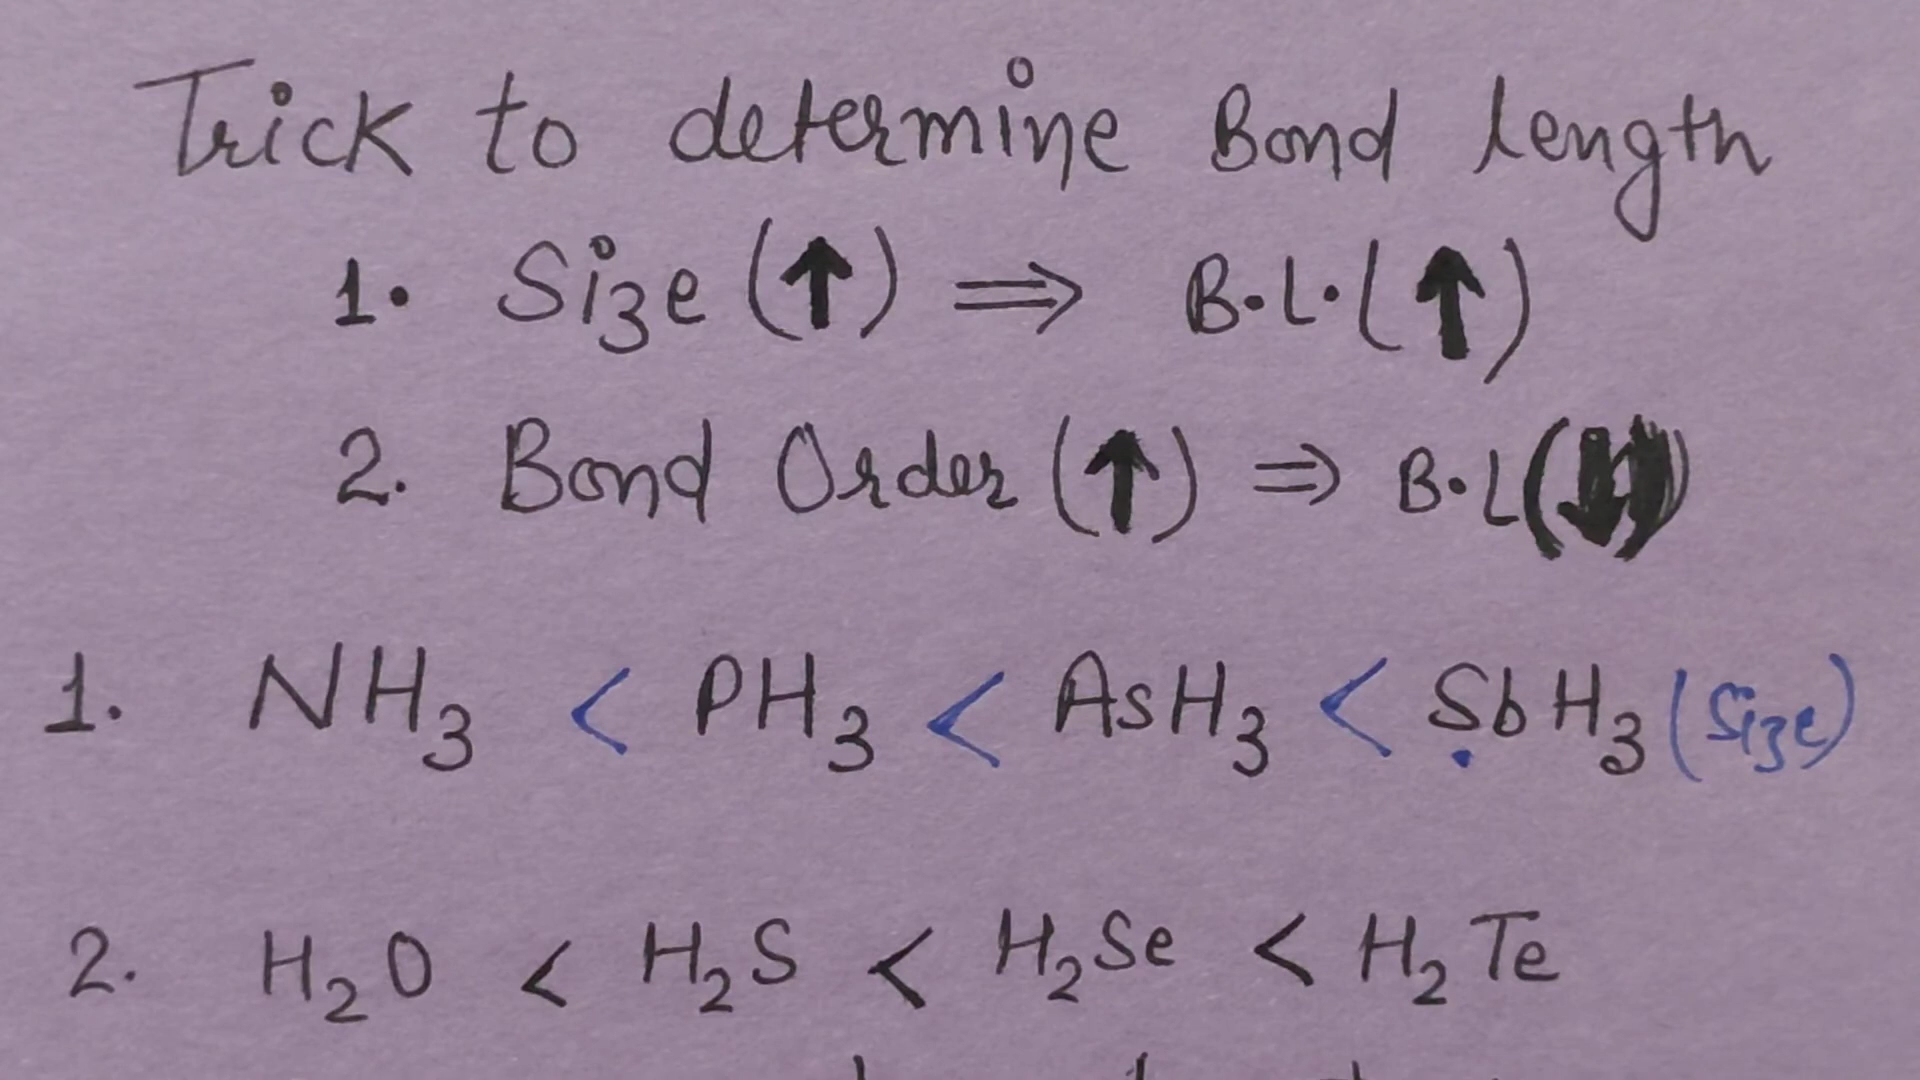 Trick to determine Bond length
1. Size (↑) ⇒ B.L.(↑)
2. Bond Order (↑) ⇒ B.L(↓)
1. NH₃ < PH₃ < AsH₃ < SbH₃ (Size)
2. H₂O < H₂S < H₂Se < H₂Te